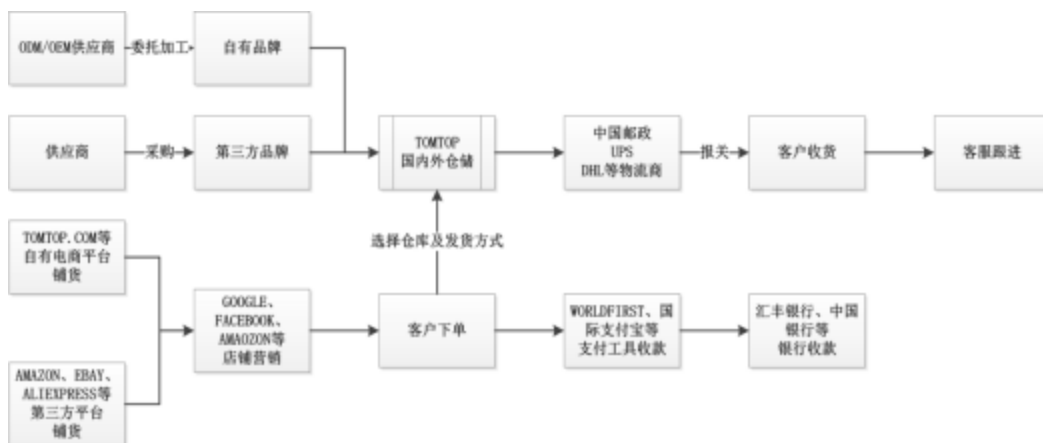 ODM/OEM供应商
委托加工
自有品牌
供应商
采购
第三方品牌
TOMTOP
国内外仓储
中国邮政
UPS
DHL等物流商
报关
客户收货
客服跟进
TOMTOP.COM等
自有电商平台
铺货
选择仓库及发货方式
GOOGLE、
FACEBOOK、
AMAOZON等
店铺营销
客户下单
WORLDFIRST、国
际支付宝等
支付工具收款
汇丰银行、中国
银行等
银行收款
AMAZON、EBAY、
ALIEXPRESS等
第三方平台
铺货